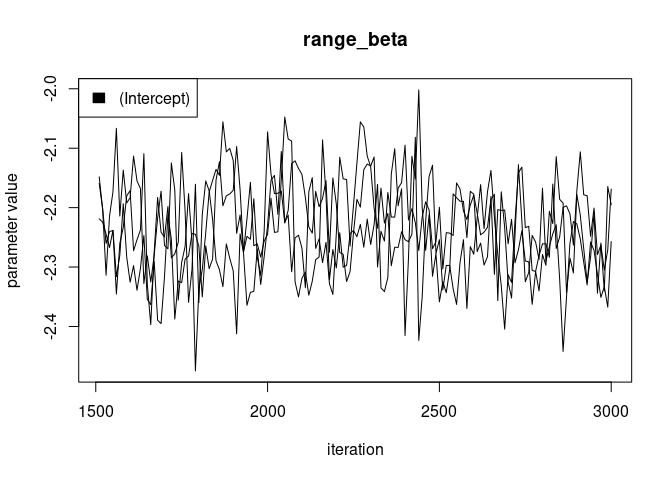 range_beta
(Intercept)
parameter value
-2.0
-2.1
-2.2
-2.3
-2.4
1500
2000
2500
3000
iteration